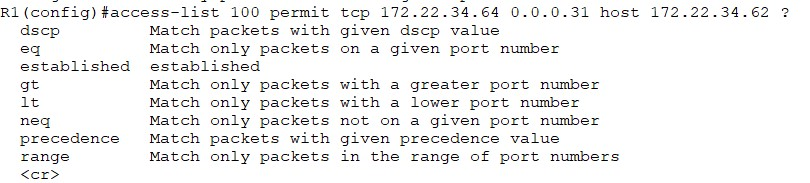 R1(config)#access-list 100 permit tcp 172.22.34.64 0.0.0.31 host 172.22.34.62 ?
dscp Match packets with given dscp value
eq Match only packets on a given port number
established established
gt Match only packets with a greater port number
lt Match only packets with a lower port number
neq Match only packets not on a given port number
precedence Match packets with given precedence value
range Match only packets in the range of port numbers
<cr>